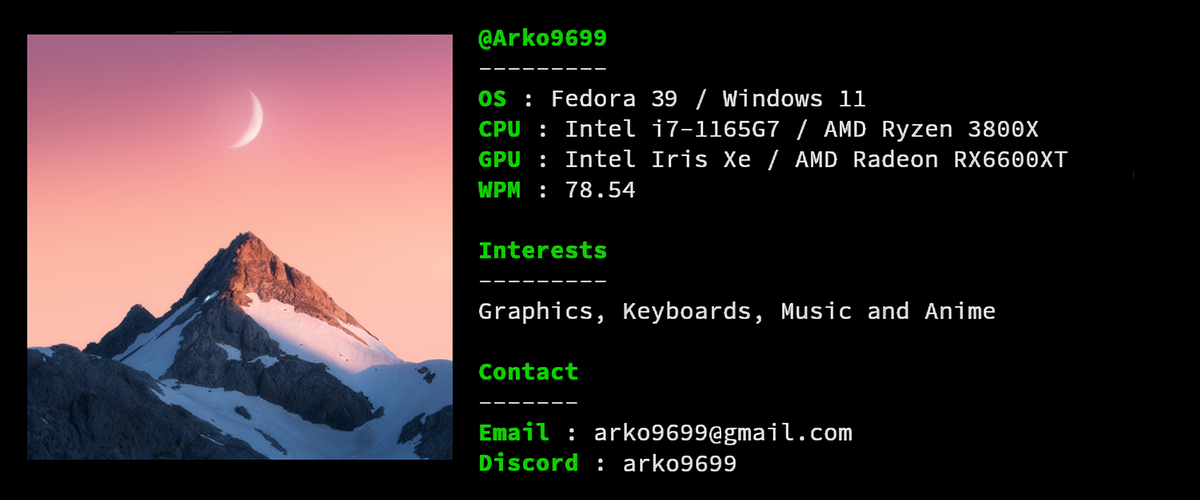 @Arko9699
---------
OS : Fedora 39 / Windows 11
CPU : Intel i7-1165G7 / AMD Ryzen 3800X
GPU : Intel Iris Xe / AMD Radeon RX6600XT
WPM : 78.54
Interests
---------
Graphics, Keyboards, Music and Anime
Contact
-------
Email : arko9699@gmail.com
Discord : arko9699